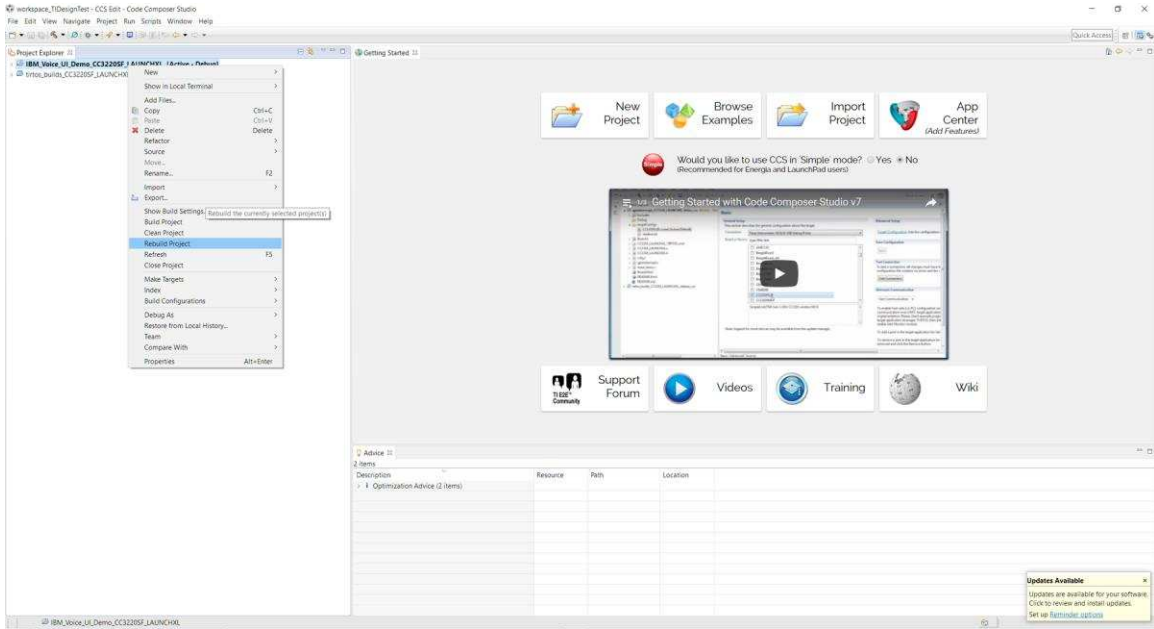 workspace_TIDesignTest - CCS Edit - Code Composer Studio
File Edit View Navigate Project Run Scripts Window Help
Quick Access
Project Explorer
IBM_Voice_UI_Demo_CC3220SF_LAUNCHXL [Active - Debug]
tirtos_builds_CC3220SF_LAUNCHXL
New
Show in Local Terminal
Add Files...
Copy Ctrl+C
Paste Ctrl+V
Delete Delete
Refactor
Source
Move...
Rename... F2
Import
Export...
Show Build Settings...
Rebuild the currently selected project(s)
Build Project
Clean Project
Rebuild Project
Refresh F5
Close Project
Make Targets
Index
Build Configurations
Debug As
Restore from Local History...
Team
Compare With
Properties Alt+Enter
Getting Started
New Project
Browse Examples
Import Project
App Center
(Add Features)
Simple
Would you like to use CCS in 'Simple' mode? Yes No
(Recommended for Energia and LaunchPad users)
Getting Started with Code Composer Studio v7
TI E2E™ Community
Support Forum
Videos
Training
Wiki
Advice
2 items
Description Resource Path Location
Optimization Advice (2 items)
Updates Available
Updates are available for your software.
Click to review and install updates.
Set up Reminder options
IBM_Voice_UI_Demo_CC3220SF_LAUNCHXL